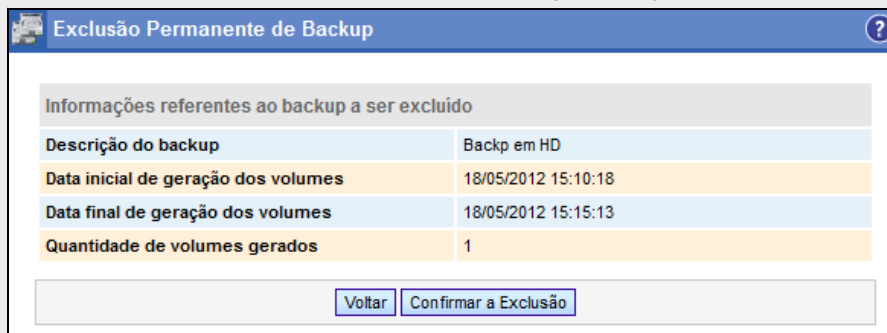 Exclusão Permanente de Backup ?
Informações referentes ao backup a ser excluído
Descrição do backup Backp em HD
Data inicial de geração dos volumes 18/05/2012 15:10:18
Data final de geração dos volumes 18/05/2012 15:15:13
Quantidade de volumes gerados 1
Voltar Confirmar a Exclusão